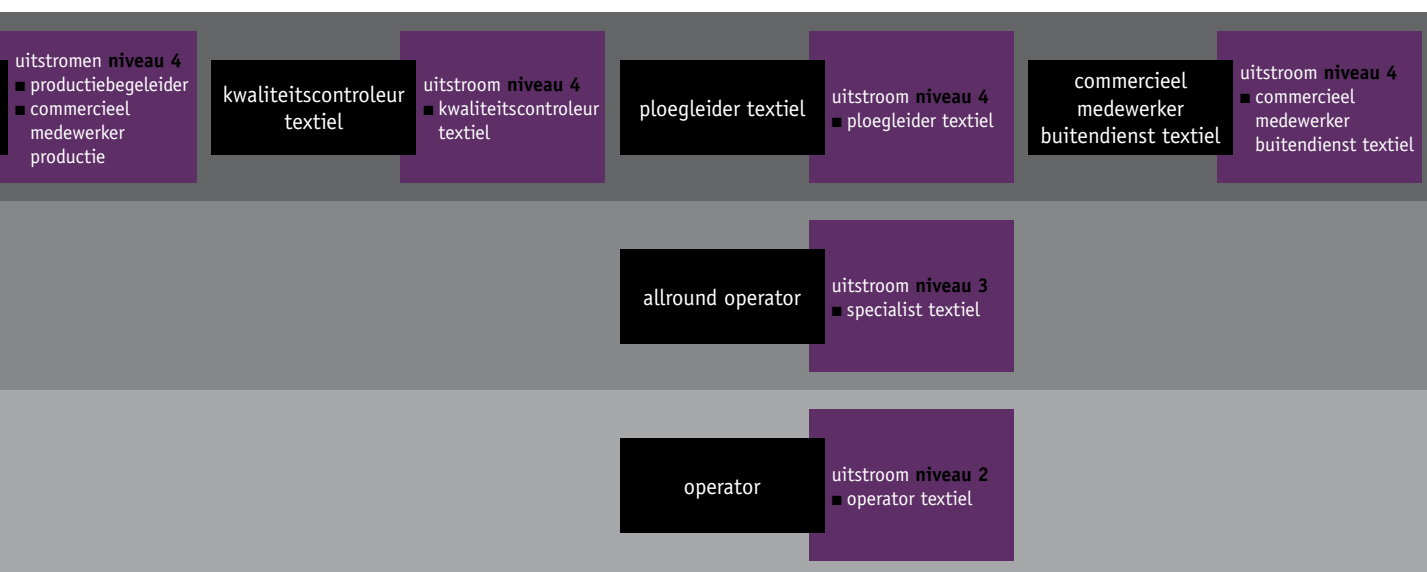 uitstromen niveau 4
■ productiebegeleider
■ commercieel
medewerker
productie
kwaliteitscontroleur
textiel
uitstroom niveau 4
■ kwaliteitscontroleur
textiel
ploegleider textiel
uitstroom niveau 4
■ ploegleider textiel
commercieel
medewerker
buitendienst textiel
uitstroom niveau 4
■ commercieel
medewerker
buitendienst textiel
allround operator
uitstroom niveau 3
■ specialist textiel
operator
uitstroom niveau 2
■ operator textiel